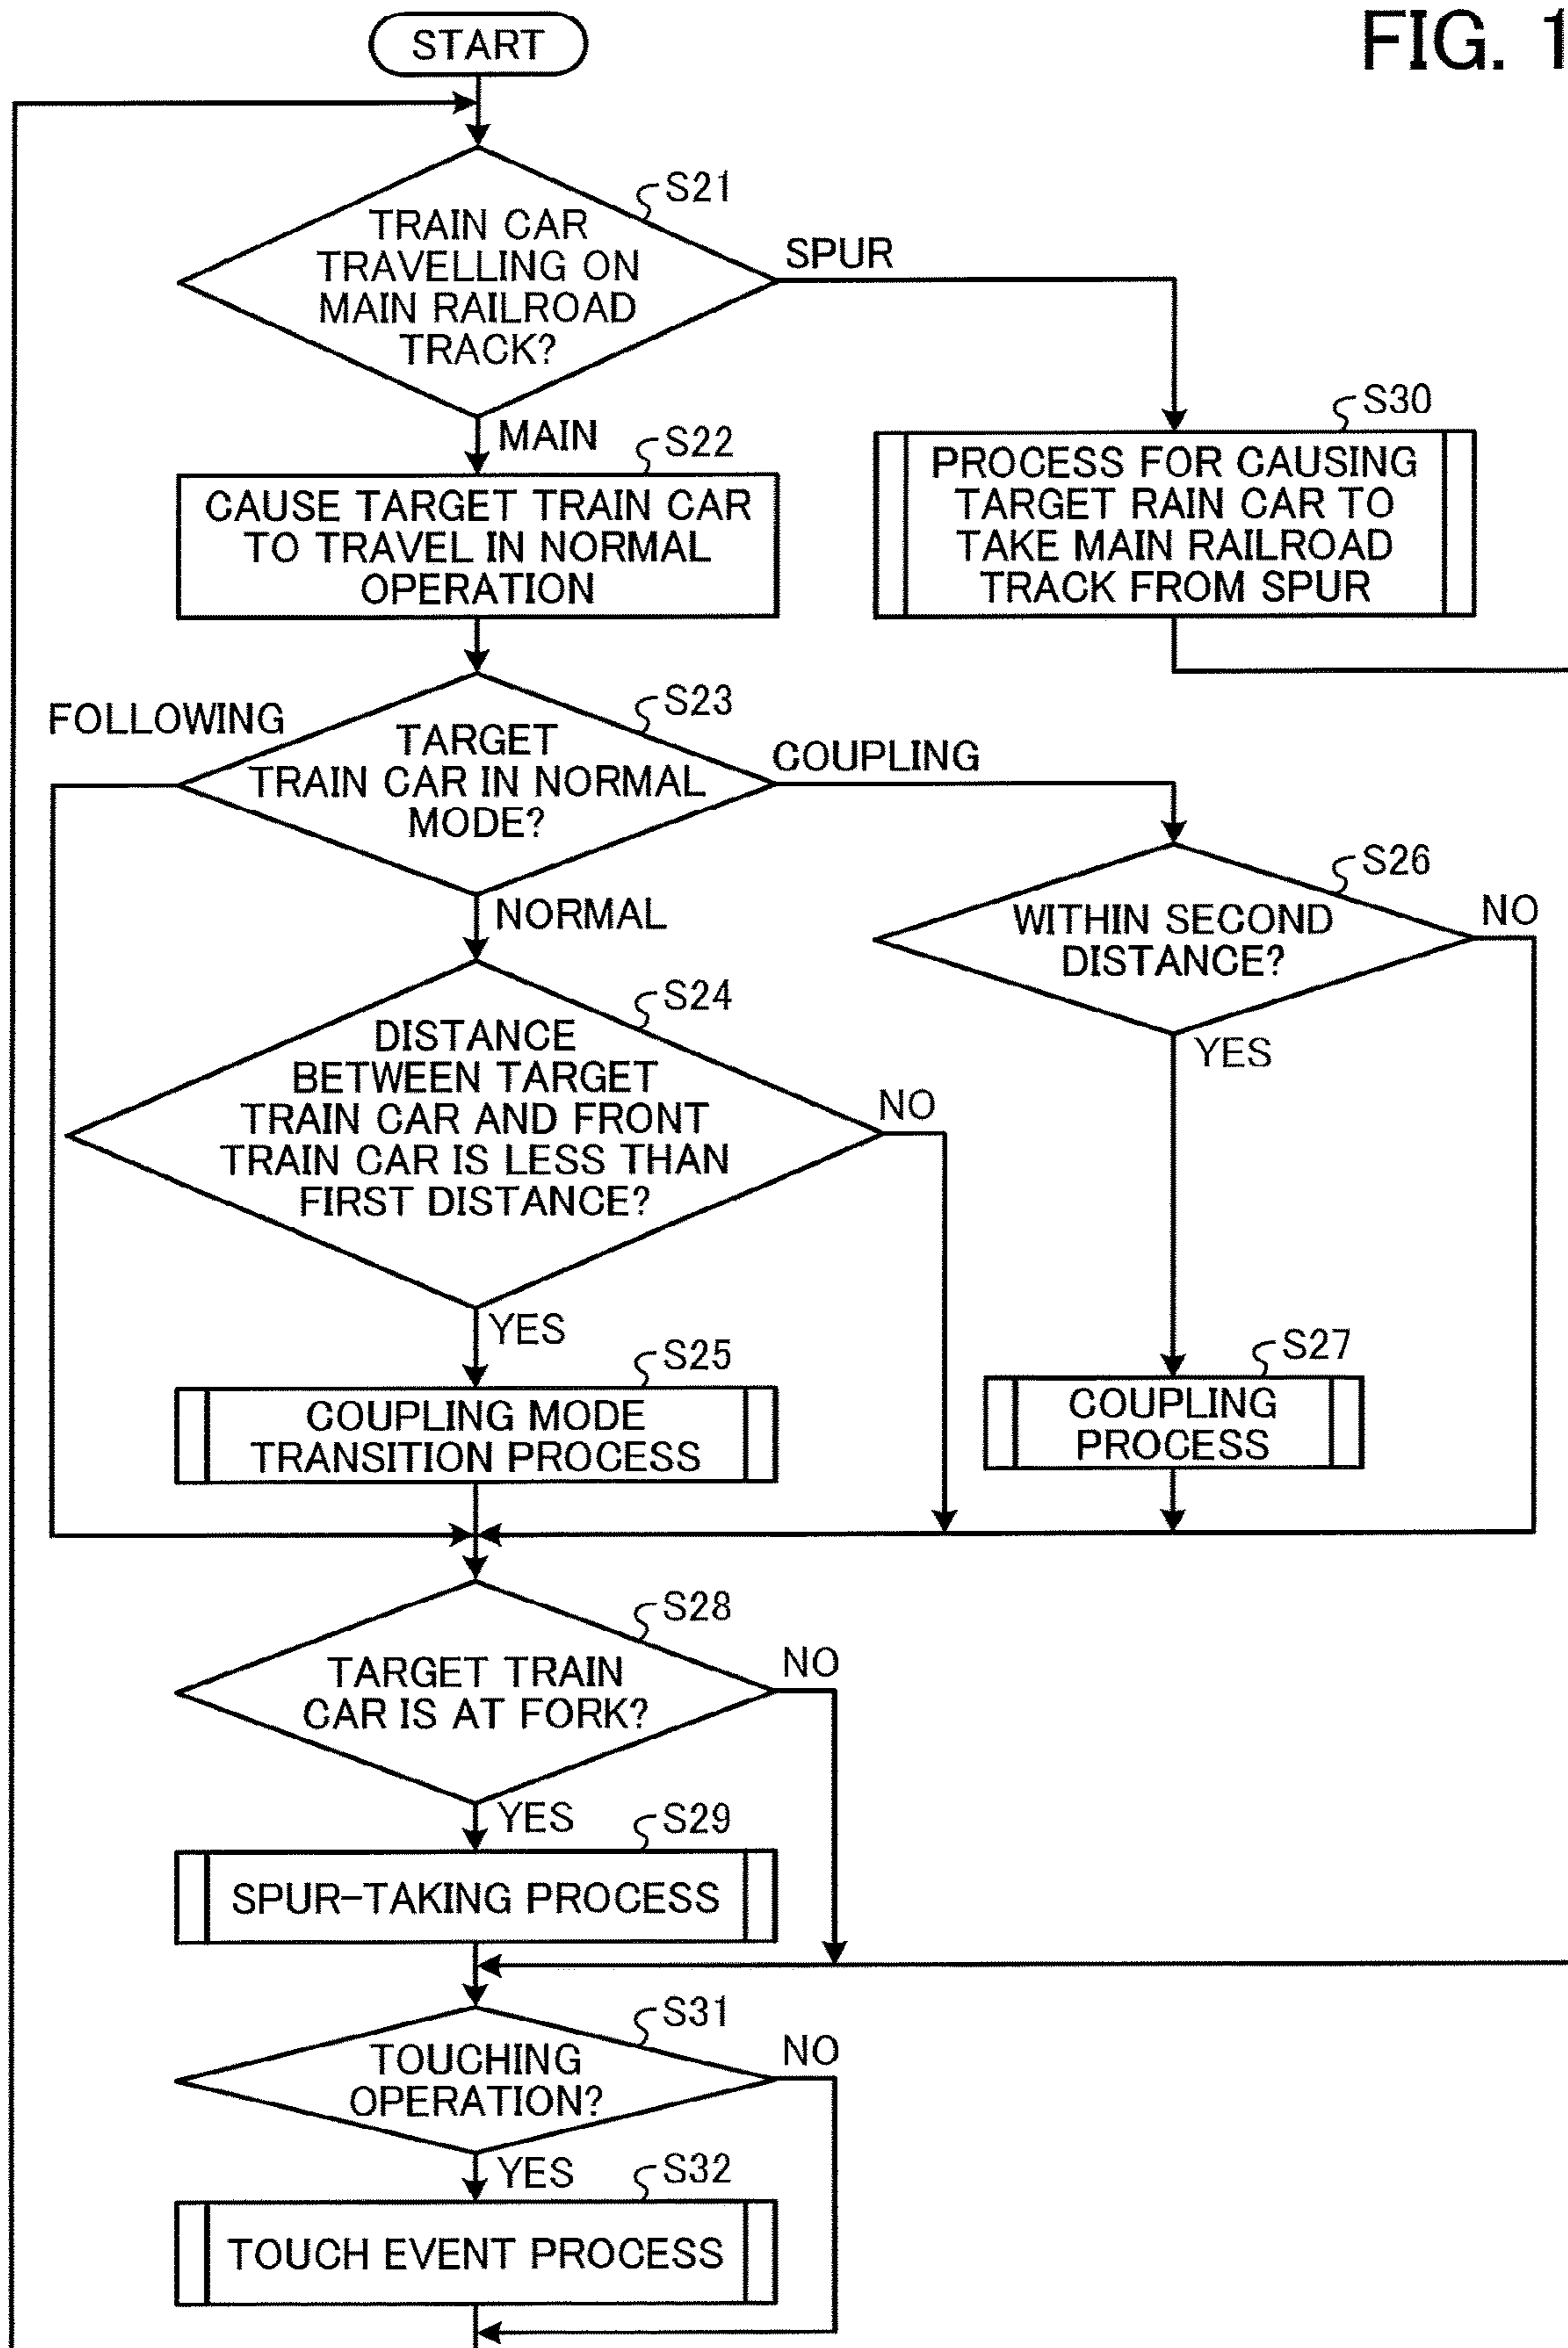 FIG. 1
START
S21
TRAIN CAR
TRAVELLING ON
MAIN RAILROAD
TRACK?
SPUR
MAIN
S22
CAUSE TARGET TRAIN CAR
TO TRAVEL IN NORMAL
OPERATION
S30
PROCESS FOR CAUSING
TARGET RAIN CAR TO
TAKE MAIN RAILROAD
TRACK FROM SPUR
FOLLOWING
S23
TARGET
TRAIN CAR IN NORMAL
MODE?
COUPLING
NORMAL
S26
WITHIN SECOND
DISTANCE?
NO
YES
S24
DISTANCE
BETWEEN TARGET
TRAIN CAR AND FRONT
TRAIN CAR IS LESS THAN
FIRST DISTANCE?
NO
YES
S25
COUPLING MODE
TRANSITION PROCESS
S27
COUPLING
PROCESS
S28
TARGET TRAIN
CAR IS AT FORK?
NO
YES
S29
SPUR-TAKING PROCESS
S31
TOUCHING
OPERATION?
NO
YES
S32
TOUCH EVENT PROCESS